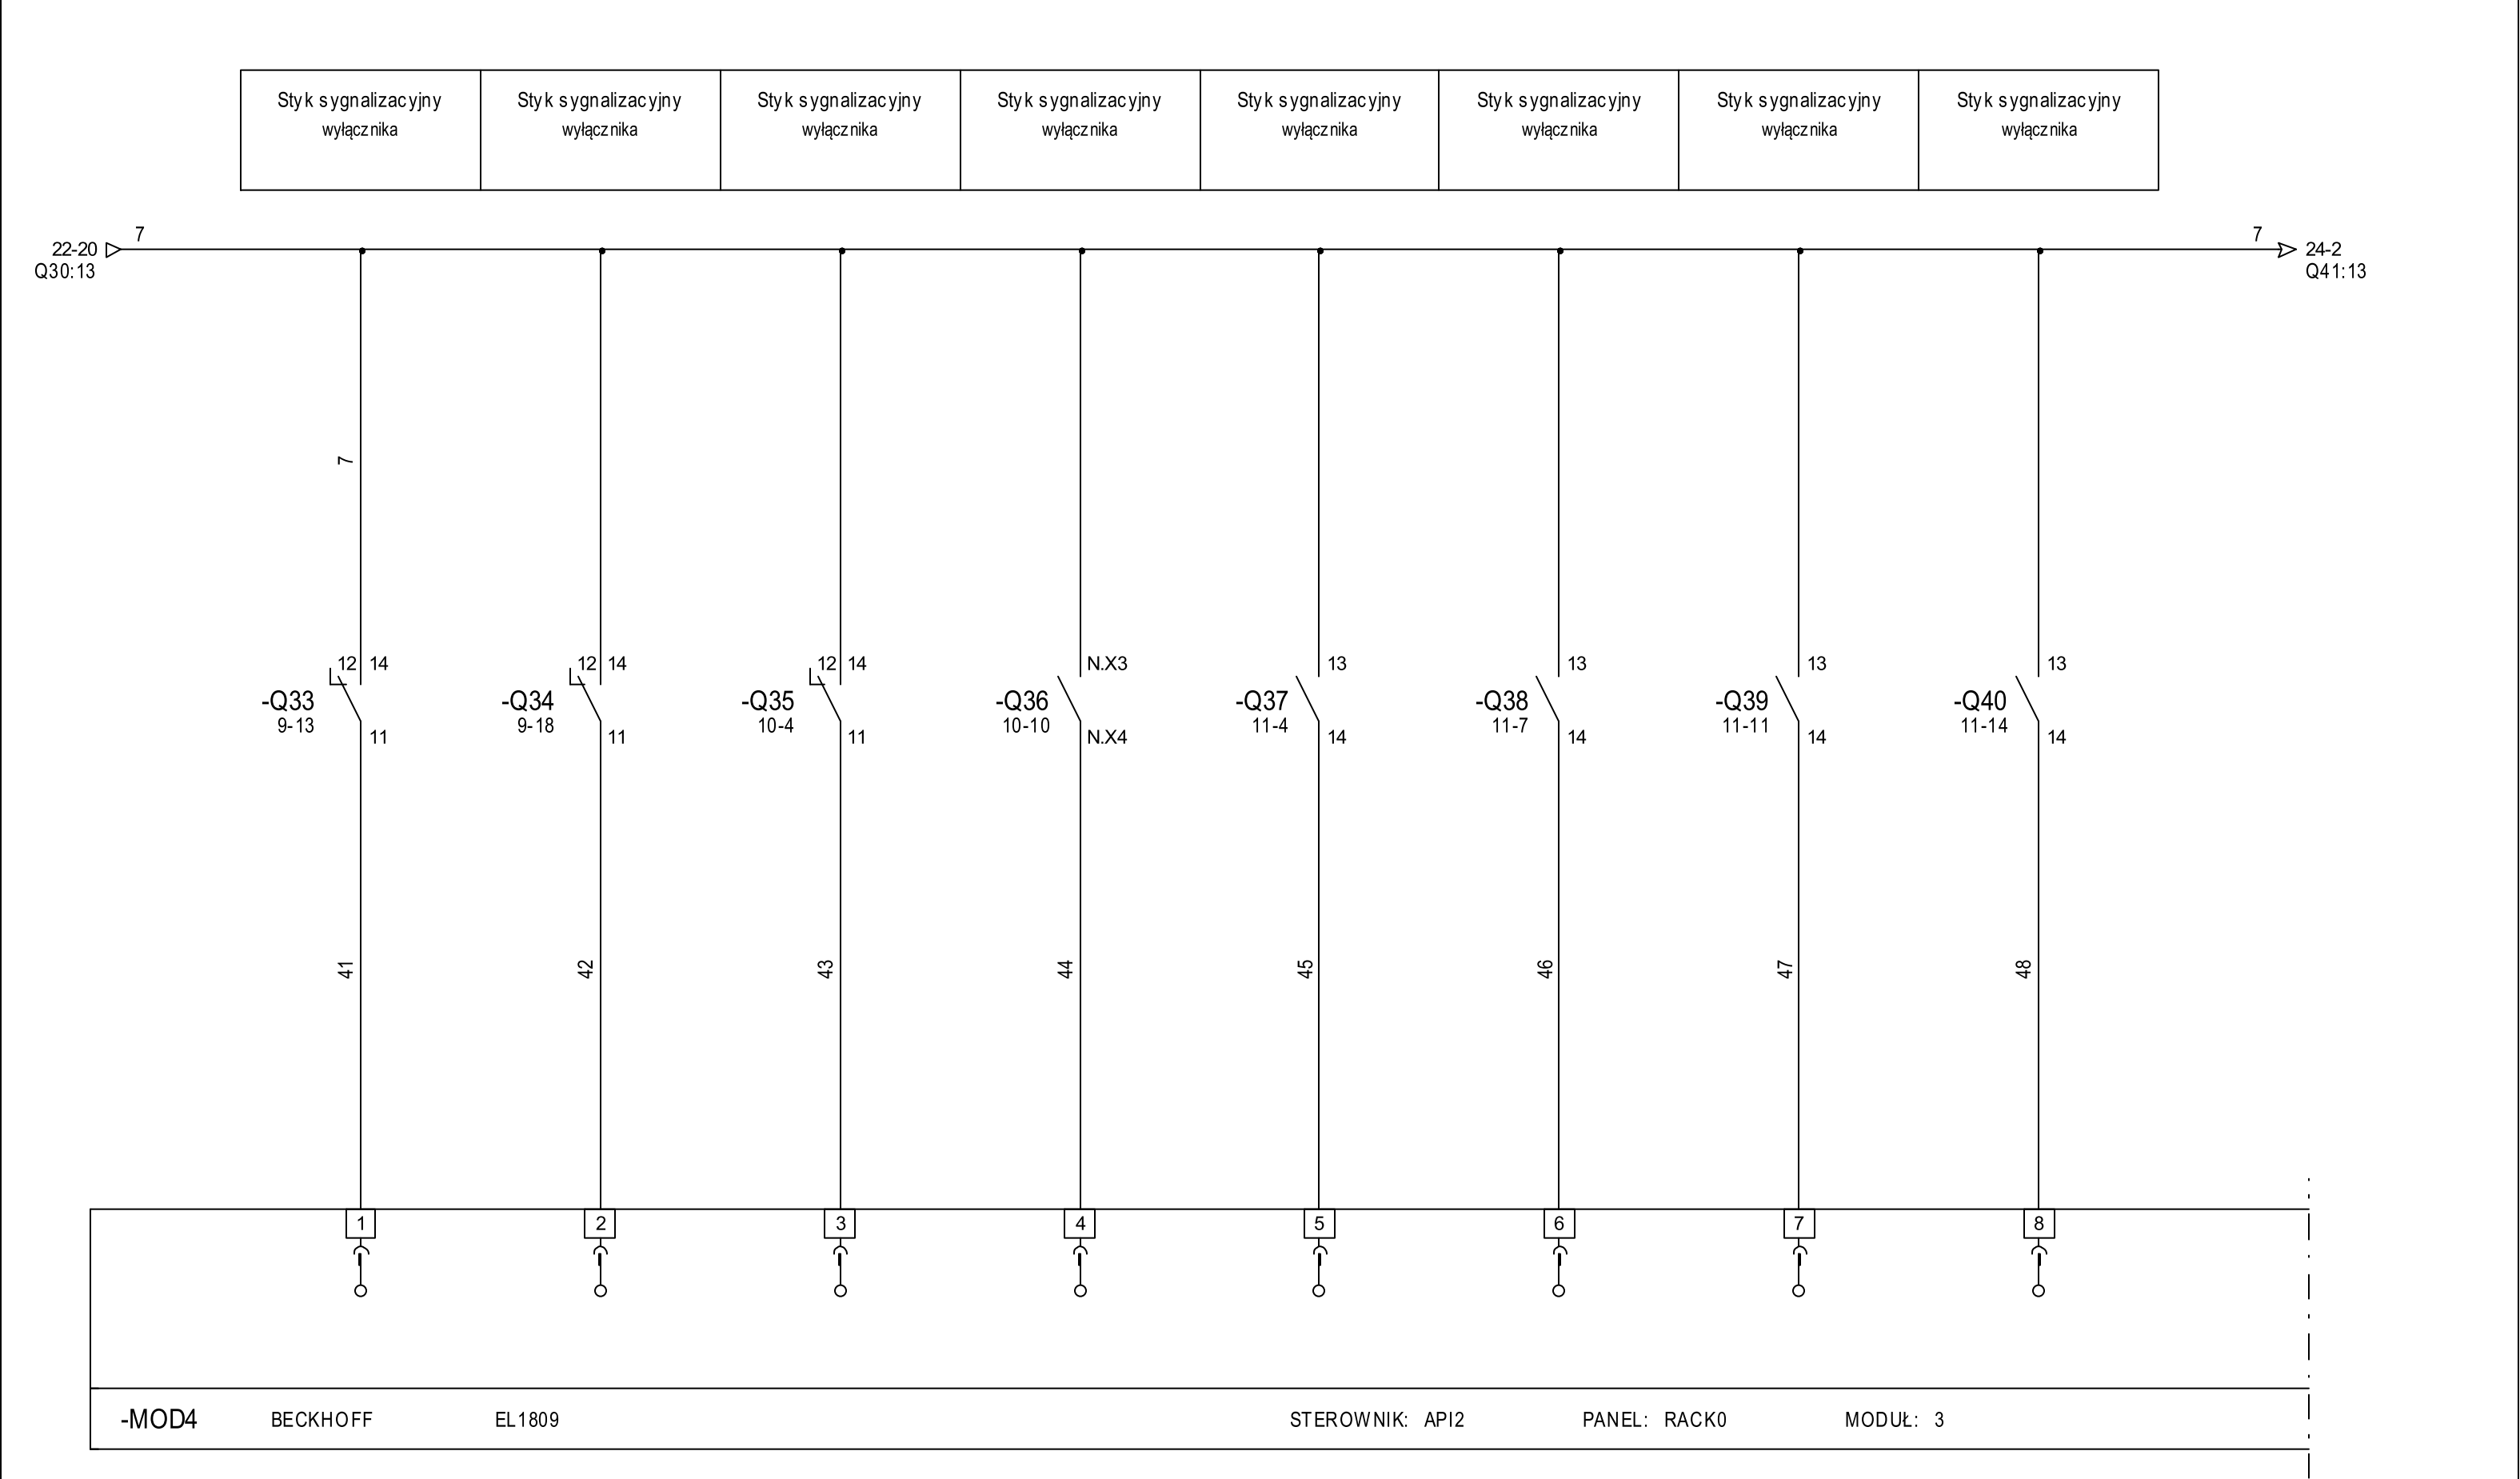 Styk sygnalizacyjny
wyłącznika
Styk sygnalizacyjny
wyłącznika
Styk sygnalizacyjny
wyłącznika
Styk sygnalizacyjny
wyłącznika
Styk sygnalizacyjny
wyłącznika
Styk sygnalizacyjny
wyłącznika
Styk sygnalizacyjny
wyłącznika
Styk sygnalizacyjny
wyłącznika
7
22-20
Q30:13
7
24-2
Q41:13
7
12 14
-Q33
9-13
11
12 14
-Q34
9-18
11
12 14
-Q35
10-4
11
N.X3
-Q36
10-10
N.X4
13
-Q37
11-4
14
13
-Q38
11-7
14
13
-Q39
11-11
14
13
-Q40
11-14
14
41
42
43
44
45
46
47
48
1
2
3
4
5
6
7
8
-MOD4 BECKHOFF EL1809 STEROWNIK: API2 PANEL: RACK0 MODUŁ: 3